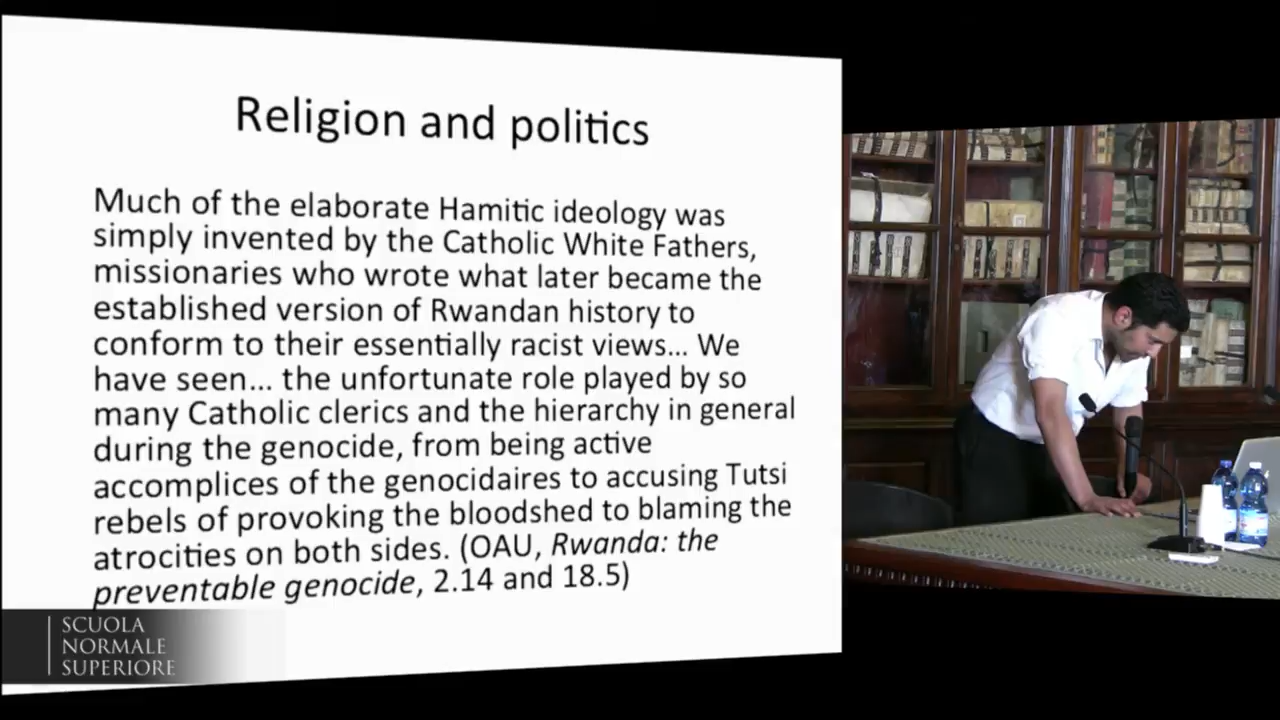 Religion and politics
Much of the elaborate Hamitic ideology was
simply invented by the Catholic White Fathers,
missionaries who wrote what later became the
established version of Rwandan history to
conform to their essentially racist views... We
have seen... the unfortunate role played by so
many Catholic clerics and the hierarchy in general
during the genocide, from being active
accomplices of the genocidaires to accusing Tutsi
rebels of provoking the bloodshed to blaming the
atrocities on both sides. (OAU, Rwanda: the
preventable genocide, 2.14 and 18.5)
SCUOLA
NORMALE
SUPERIORE